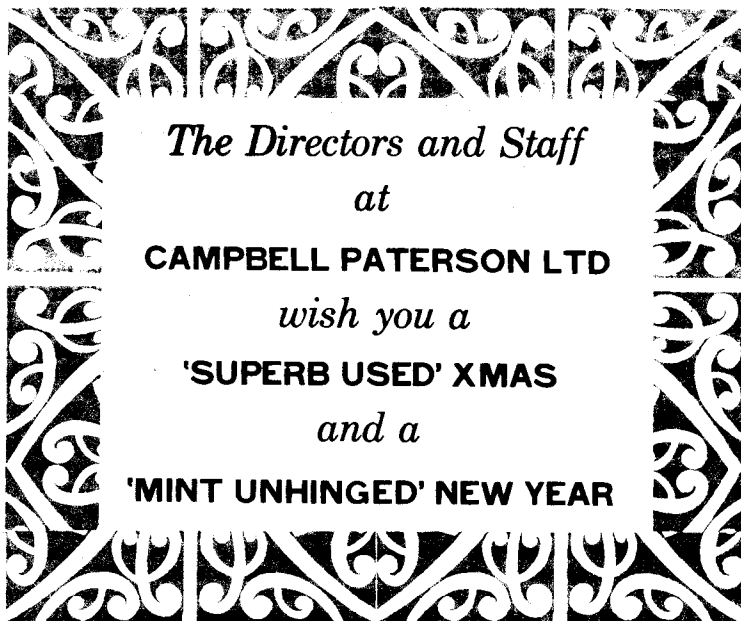 The Directors and Staff
at
CAMPBELL PATERSON LTD
wish you a
'SUPERB USED' XMAS
and a
'MINT UNHINGED' NEW YEAR